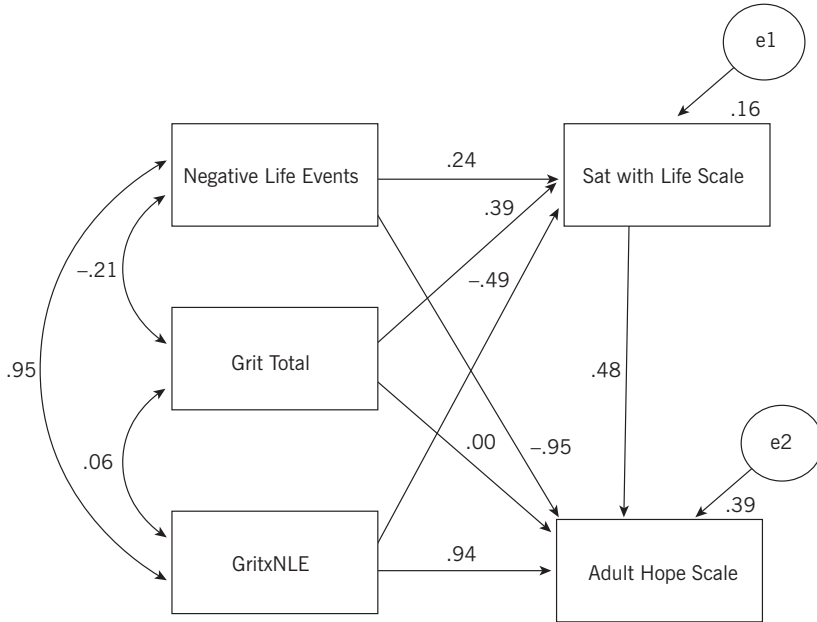 e1
.16
Negative Life Events
.24
Sat with Life Scale
.39
–.21
–.49
.95
Grit Total
.48
.06
.00
–.95
e2
.39
GritxNLE
.94
Adult Hope Scale